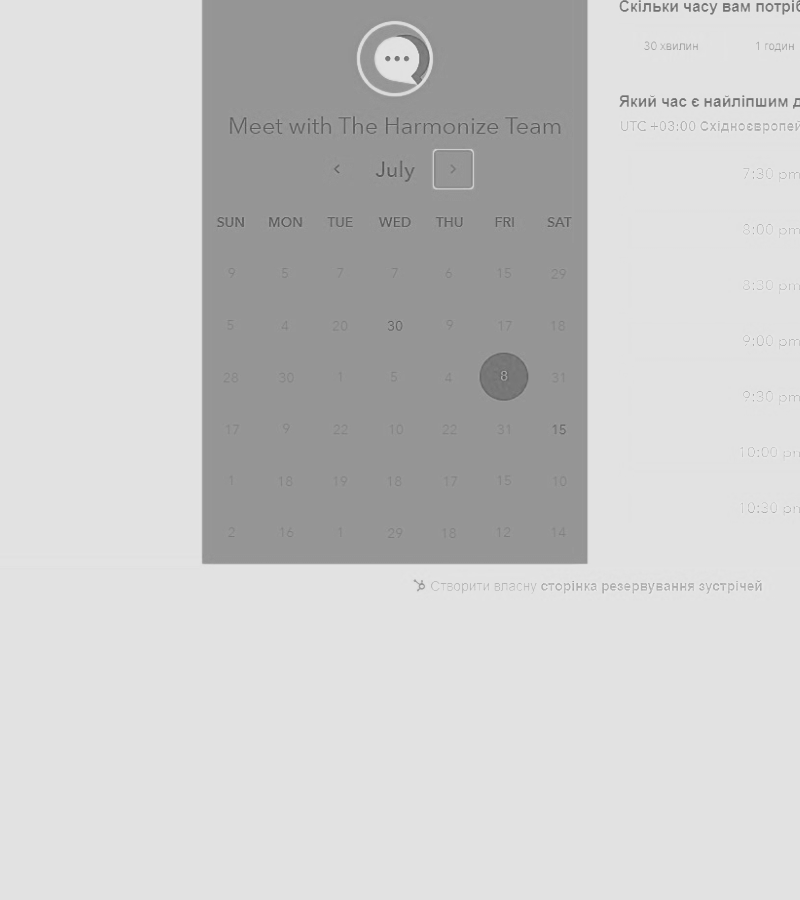 Скільки часу вам потріб
30 хвилин 1 годин
Meet with The Harmonize Team
Який час є найліпшим д
UTC +03:00 Східноєвропей
July
7:30 pm
8:00 pm
8:30 pm
9:00 pm
9:30 pm
10:00 pm
10:30 pm
SUN MON TUE WED THU FRI SAT
9 5 7 7 6 15 29
5 4 20 30 9 17 18
28 30 1 5 4 8 31
17 9 22 10 22 31 15
1 18 19 18 17 15 10
2 16 1 29 18 12 14
Створити власну сторінка резервування зустрічей